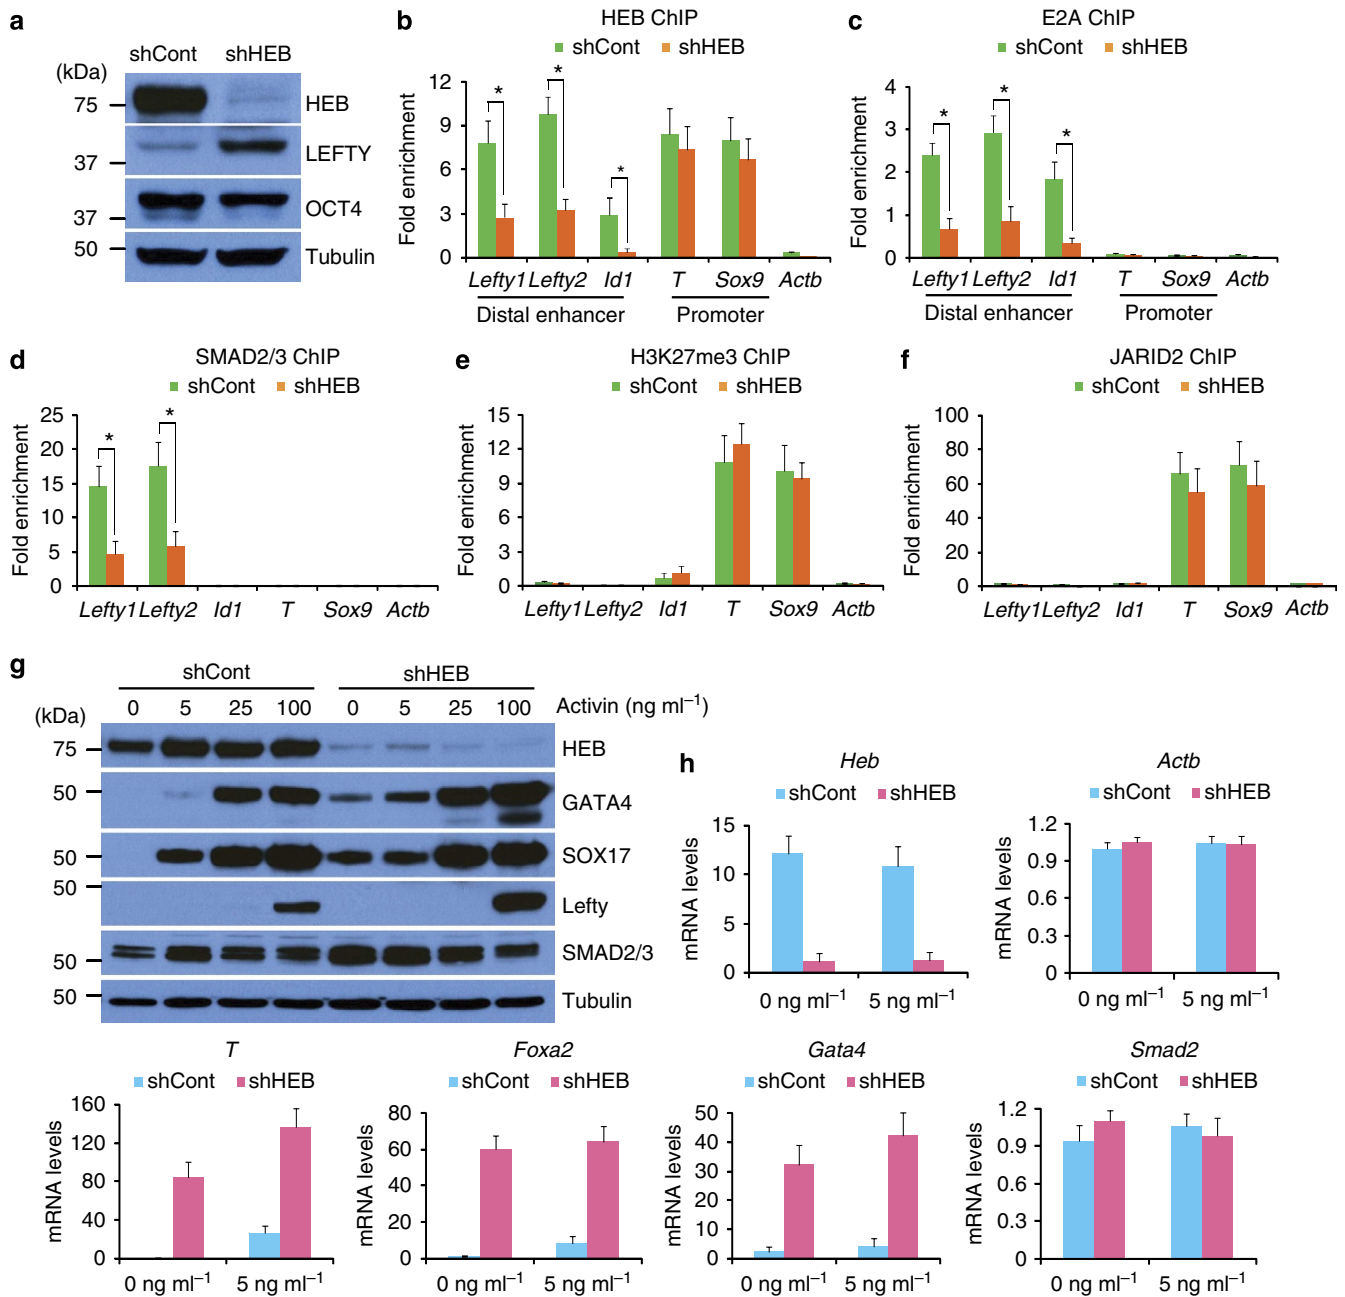 a
shCont shHEB
(kDa)
75
HEB
LEFTY
37
OCT4
37
50
Tubulin
b
HEB ChIP
shCont shHEB
Fold enrichment
12
9
6
3
0
* * *
Lefty1 Lefty2 Id1 T Sox9 Actb
Distal enhancer Promoter
c
E2A ChIP
shCont shHEB
Fold enrichment
4
3
2
1
0
* * *
Lefty1 Lefty2 Id1 T Sox9 Actb
Distal enhancer Promoter
d
SMAD2/3 ChIP
shCont shHEB
Fold enrichment
25
20
15
10
5
0
* *
Lefty1 Lefty2 Id1 T Sox9 Actb
e
H3K27me3 ChIP
shCont shHEB
Fold enrichment
15
12
9
6
3
0
Lefty1 Lefty2 Id1 T Sox9 Actb
f
JARID2 ChIP
shCont shHEB
Fold enrichment
100
80
60
40
20
0
Lefty1 Lefty2 Id1 T Sox9 Actb
g
shCont shHEB
(kDa)
0 5 25 100 0 5 25 100 Activin (ng ml⁻¹)
75 HEB
50 GATA4
50 SOX17
50 Lefty
50 SMAD2/3
50 Tubulin
h
Heb
shCont shHEB
mRNA levels
15
10
5
0
0 ng ml⁻¹ 5 ng ml⁻¹
Actb
shCont shHEB
mRNA levels
1.2
0.9
0.6
0.3
0
0 ng ml⁻¹ 5 ng ml⁻¹
T
shCont shHEB
mRNA levels
160
120
80
40
0
0 ng ml⁻¹ 5 ng ml⁻¹
Foxa2
shCont shHEB
mRNA levels
80
60
40
20
0
0 ng ml⁻¹ 5 ng ml⁻¹
Gata4
shCont shHEB
mRNA levels
50
40
30
20
10
0
0 ng ml⁻¹ 5 ng ml⁻¹
Smad2
shCont shHEB
mRNA levels
1.2
0.9
0.6
0.3
0
0 ng ml⁻¹ 5 ng ml⁻¹